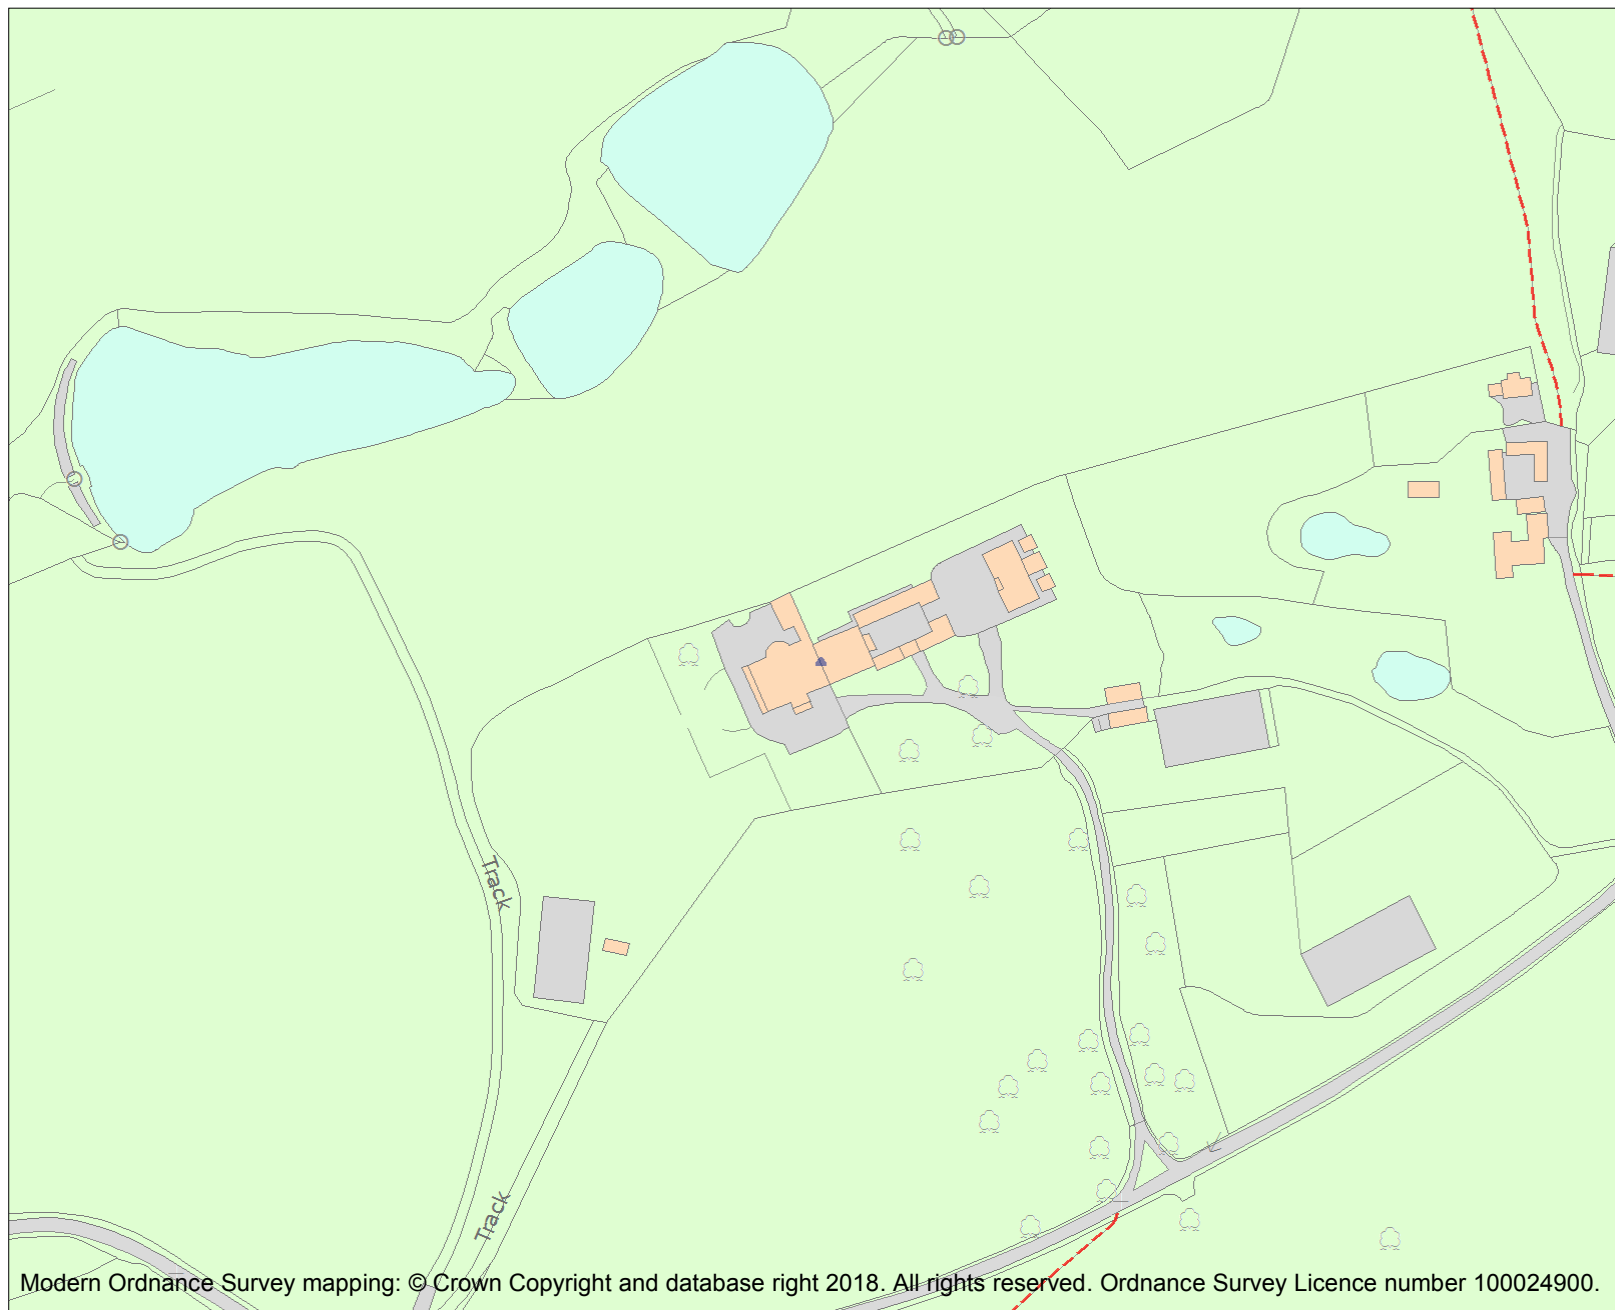 Track
Track
Modern Ordnance Survey mapping: © Crown Copyright and database right 2018. All rights reserved. Ordnance Survey Licence number 100024900.